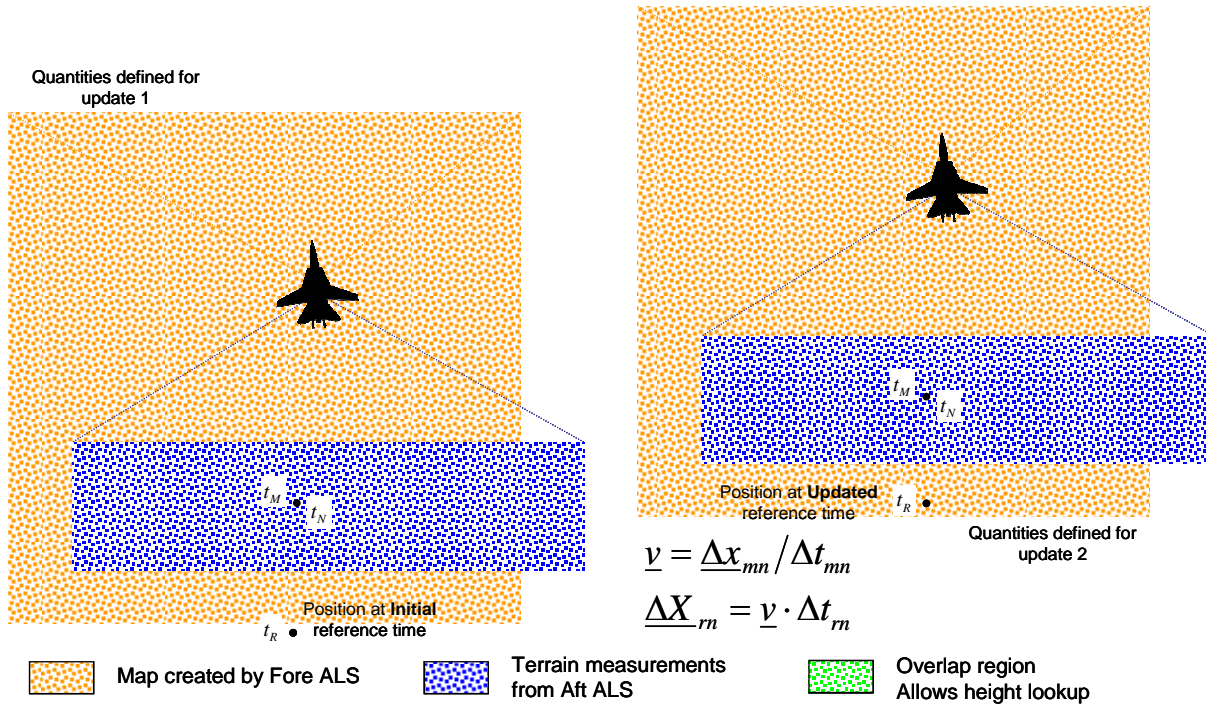 Quantities defined for
update 1
t_M
t_N
Position at Initial
reference time
t_R
t_M
t_N
Position at Updated
reference time
t_R
Quantities defined for
update 2
v = Δx_mn / Δt_mn
ΔX_rn = v · Δt_rn
Map created by Fore ALS
Terrain measurements
from Aft ALS
Overlap region
Allows height lookup